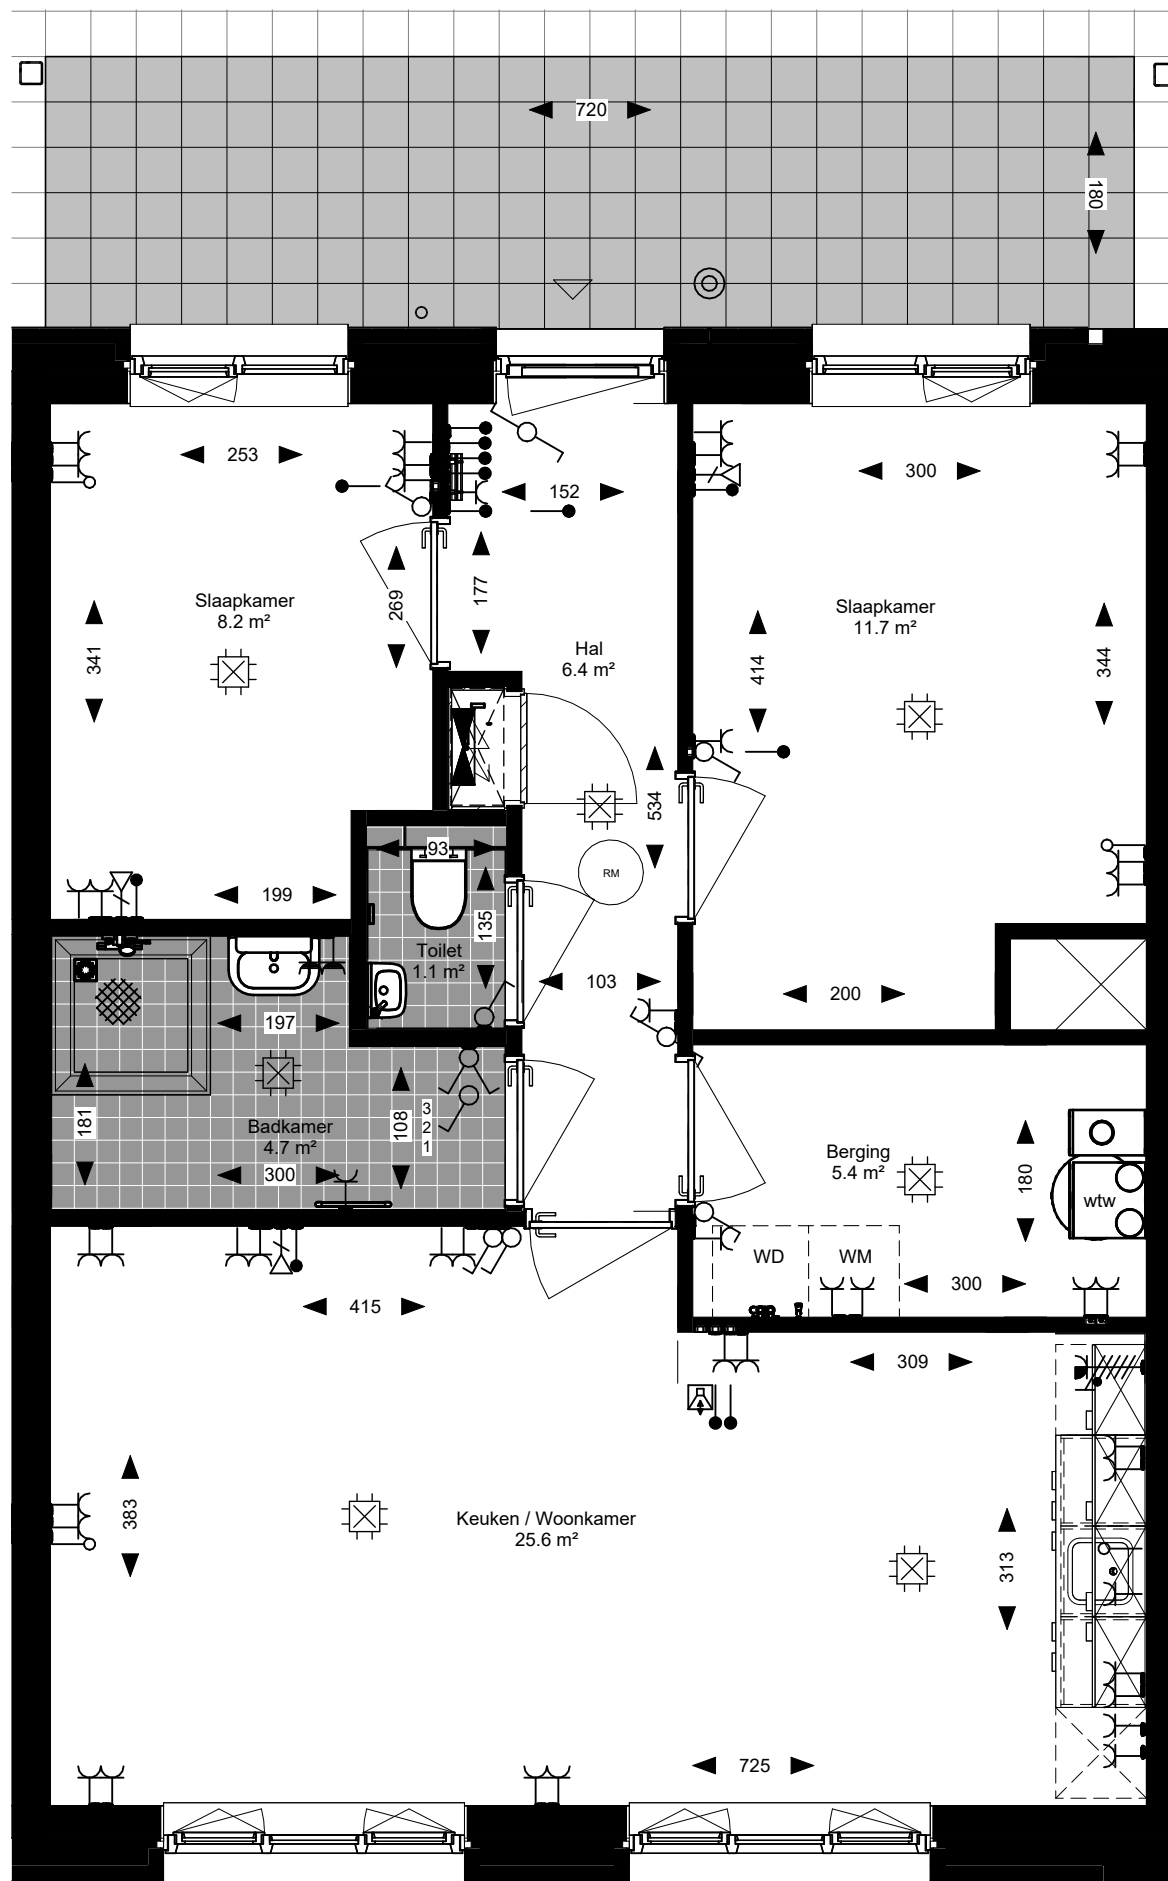 720
180
253
152
300
341
269
177
Slaapkamer
8.2 m²
Hal
6.4 m²
Slaapkamer
11.7 m²
414
344
534
93
RM
199
135
Toilet
1.1 m²
103
200
197
181
108
3
2
1
Badkamer
4.7 m²
300
Berging
5.4 m²
180
wtw
WD
WM
300
415
309
383
Keuken / Woonkamer
25.6 m²
313
725